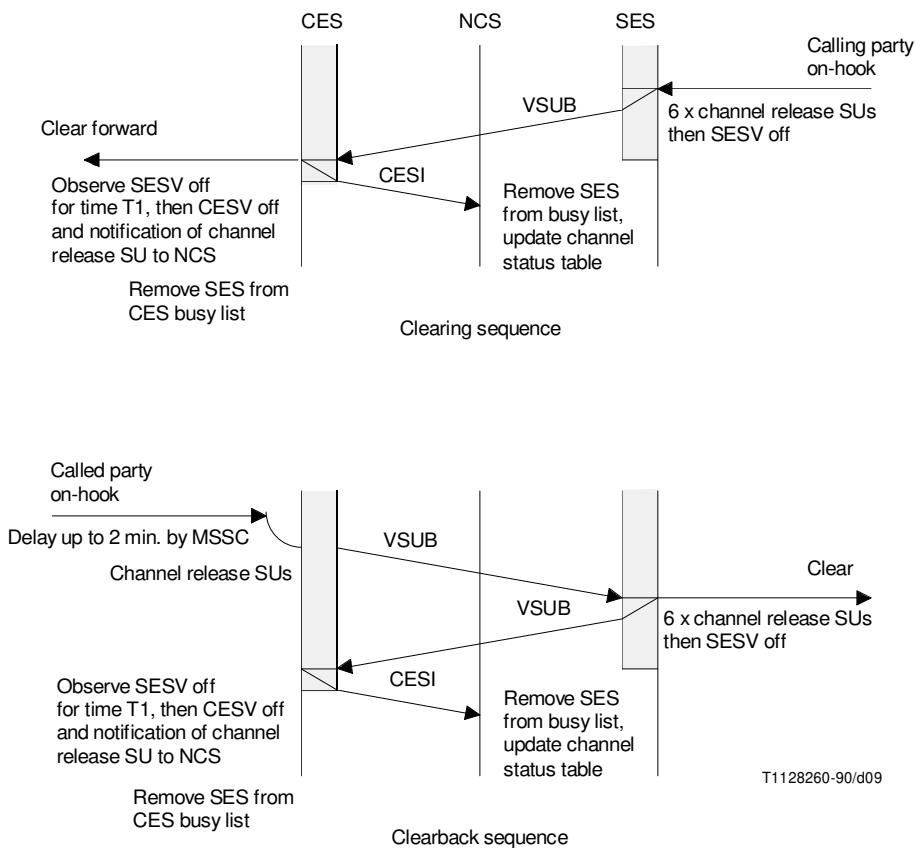 CES
NCS
SES
Calling party
on-hook
VSUB
6 x channel release SUs
then SESV off
Clear forward
CESI
Observe SESV off
for time T1, then CESV off
and notification of channel
release SU to NCS
Remove SES
from busy list,
update channel
status table
Remove SES from
CES busy list
Clearing sequence
Called party
on-hook
Delay up to 2 min. by MSSC
VSUB
Channel release SUs
Clear
VSUB
6 x channel release SUs
then SESV off
CESI
Observe SESV off
for time T1, then CESV off
and notification of channel
release SU to NCS
Remove SES
from busy list,
update channel
status table
T1128260-90/d09
Remove SES from
CES busy list
Clearback sequence